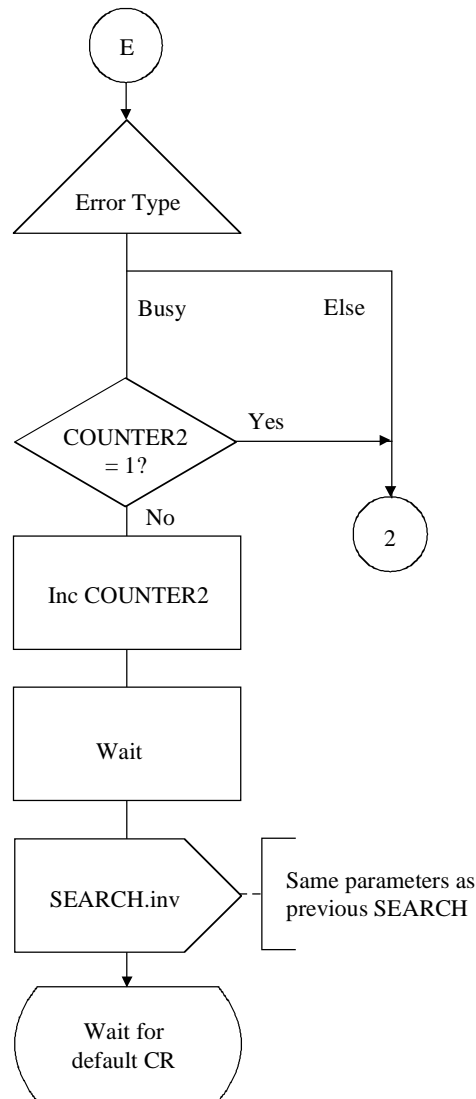 E
Error Type
Busy
Else
COUNTER2
= 1?
Yes
No
2
Inc COUNTER2
Wait
SEARCH.inv
Same parameters as
previous SEARCH
Wait for
default CR